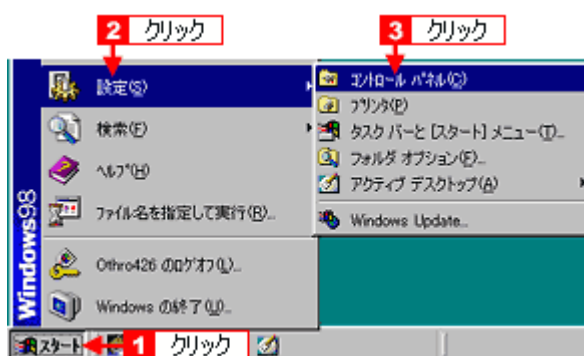 2 クリック
3 クリック
設定(S)
検索(F)
ヘルプ(H)
ファイル名を指定して実行(R)...
Othro426 のログオフ(L)...
Windows の終了(U)...
Windows98
コントロール パネル(C)
プリンタ(P)
タスク バーと [スタート] メニュー(T)...
フォルダ オプション(F)...
アクティブ デスクトップ(A)
Windows Update...
スタート
1 クリック